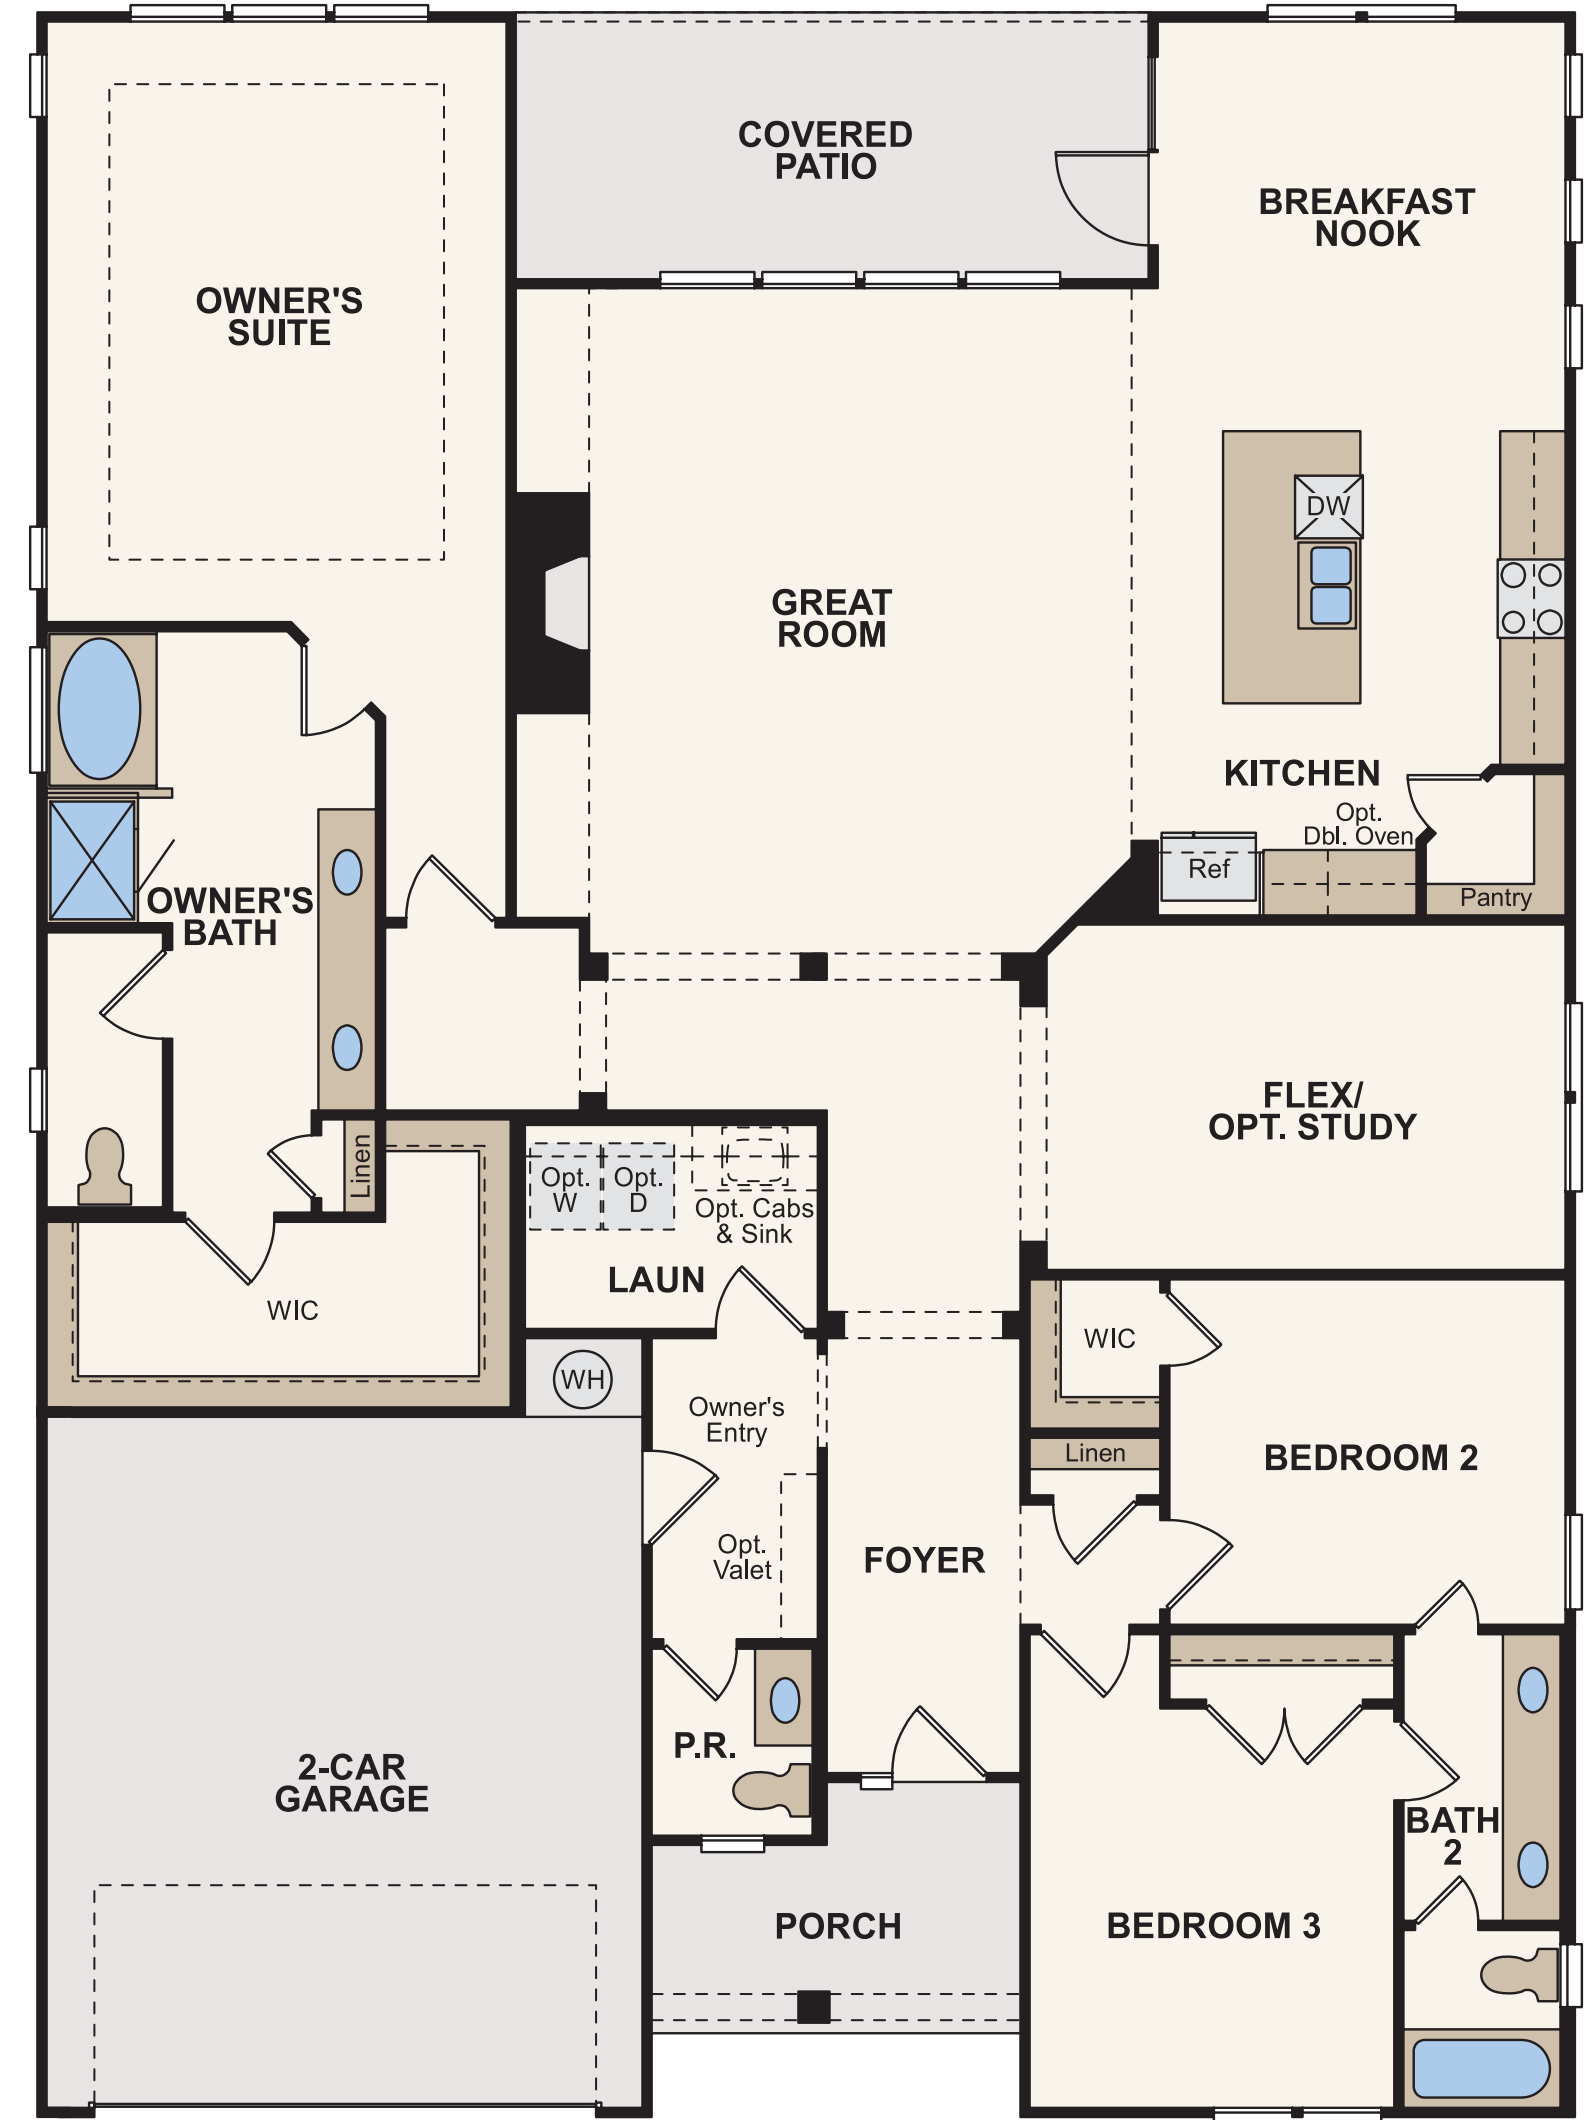 COVERED
PATIO
BREAKFAST
NOOK
OWNER'S
SUITE
DW
GREAT
ROOM
KITCHEN
Opt.
Dbl. Oven
Ref
Pantry
OWNER'S
BATH
FLEX/
OPT. STUDY
Linen
Opt.
W
Opt.
D
Opt. Cabs
& Sink
LAUN
WIC
WIC
WH
Owner's
Entry
Linen
BEDROOM 2
Opt.
Valet
FOYER
P.R.
2-CAR
GARAGE
BATH
2
PORCH
BEDROOM 3